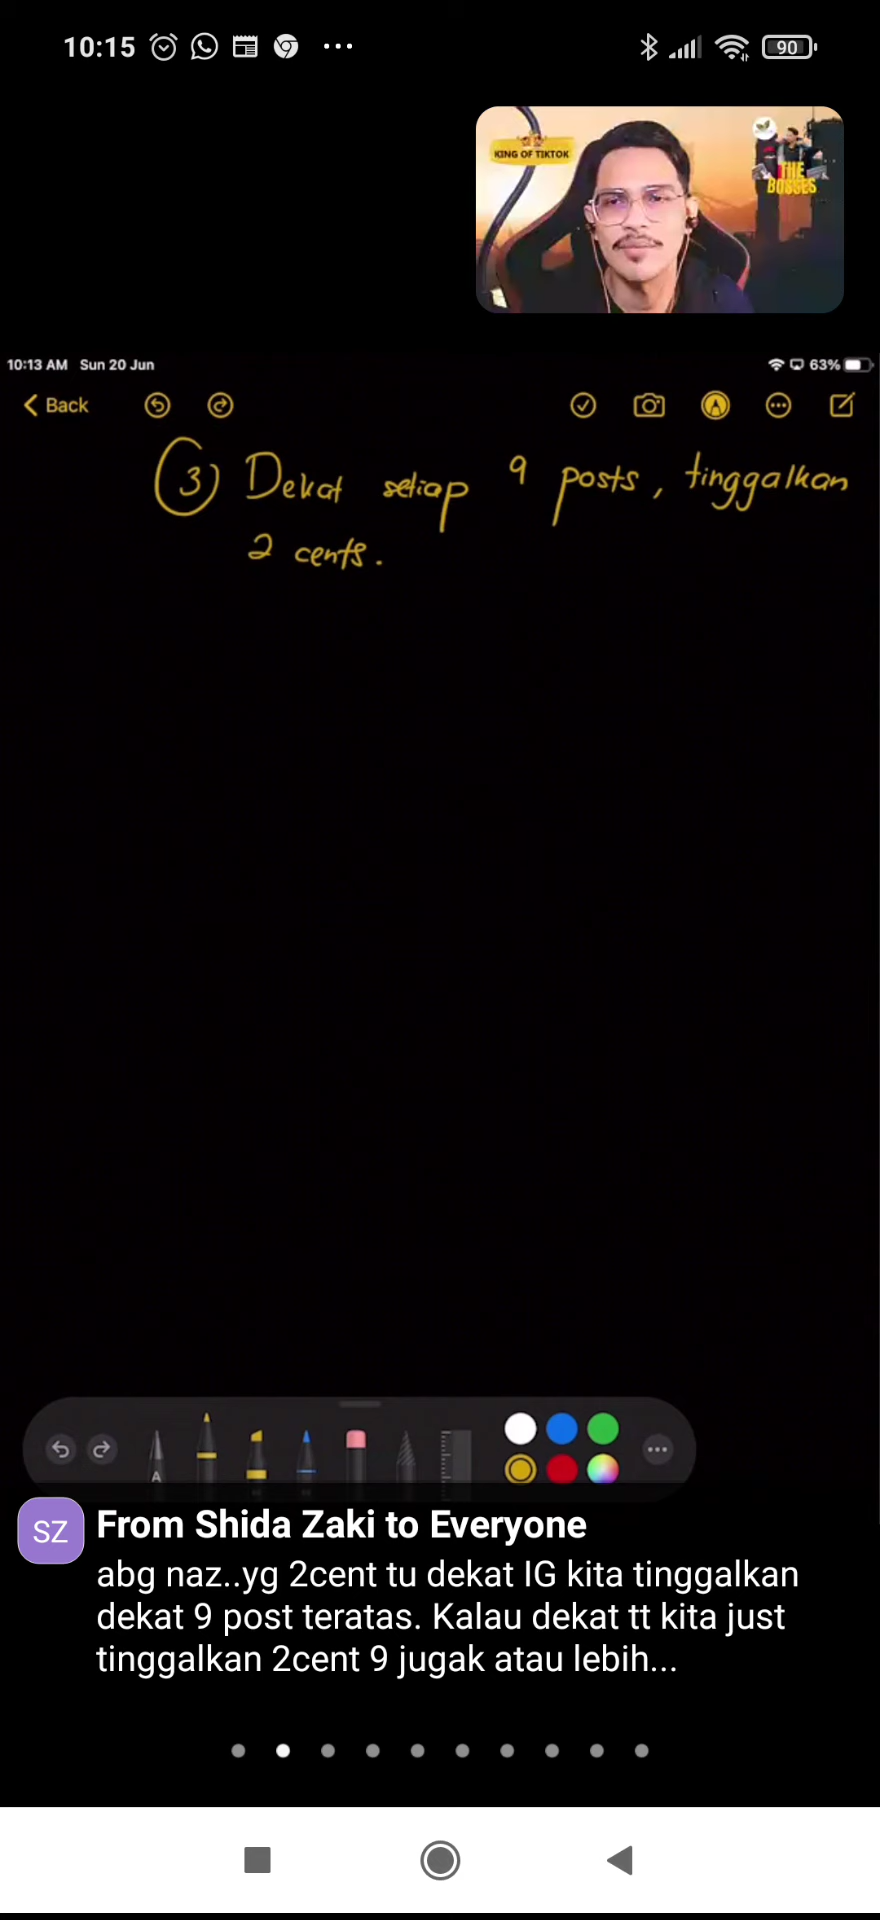 10:15
90
KING OF TIKTOK
THE
BOSSES
10:13 AM Sun 20 Jun
63%
Back
3 Dekat setiap 9 posts, tinggalkan
2 cents.
A
SZ
From Shida Zaki to Everyone
abg naz..yg 2cent tu dekat IG kita tinggalkan
dekat 9 post teratas. Kalau dekat tt kita just
tinggalkan 2cent 9 jugak atau lebih...